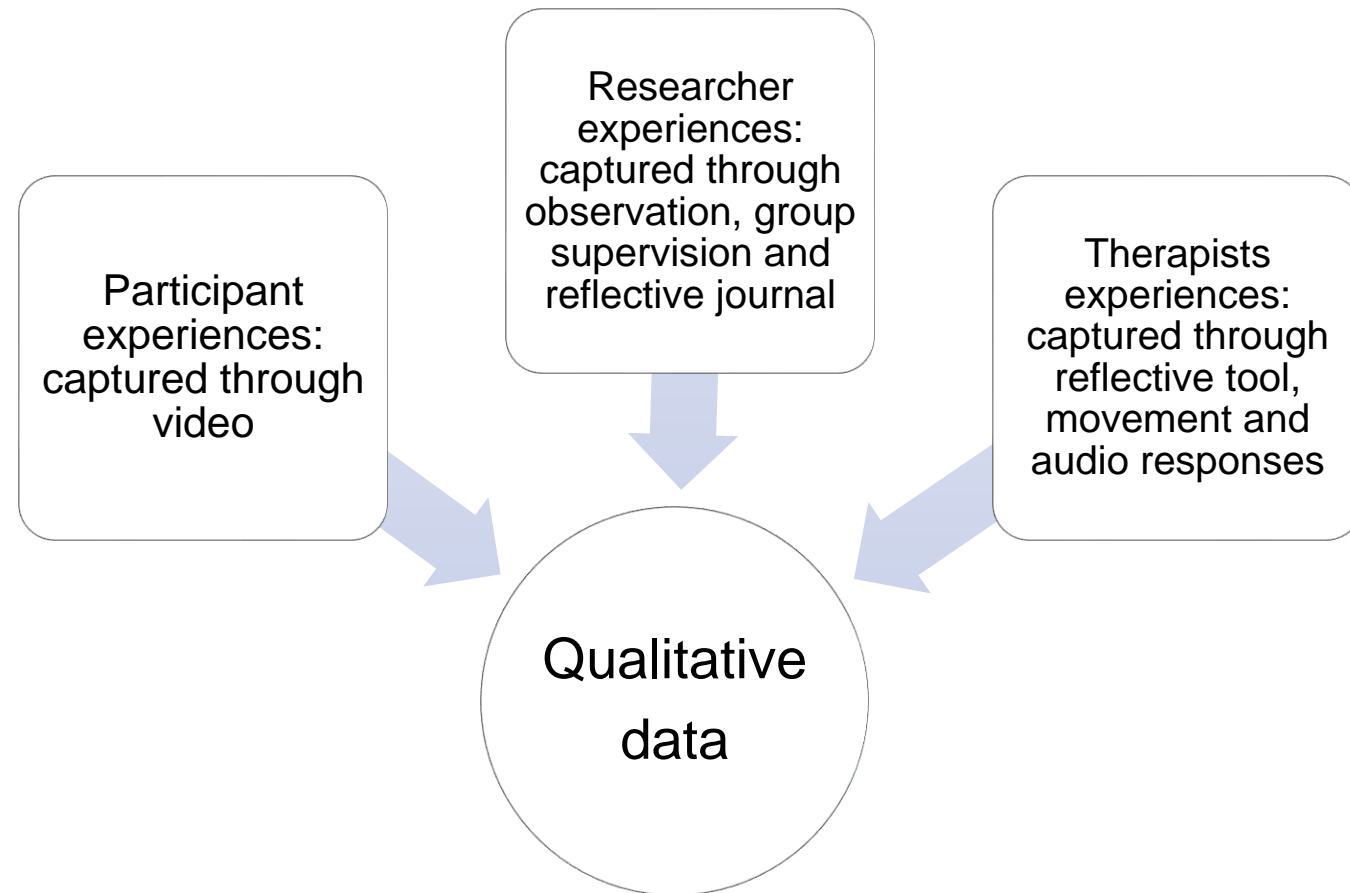 Participant
experiences:
captured through
video
Researcher
experiences:
captured through
observation, group
supervision and
reflective journal
Therapists
experiences:
captured through
reflective tool,
movement and
audio responses
Qualitative
data